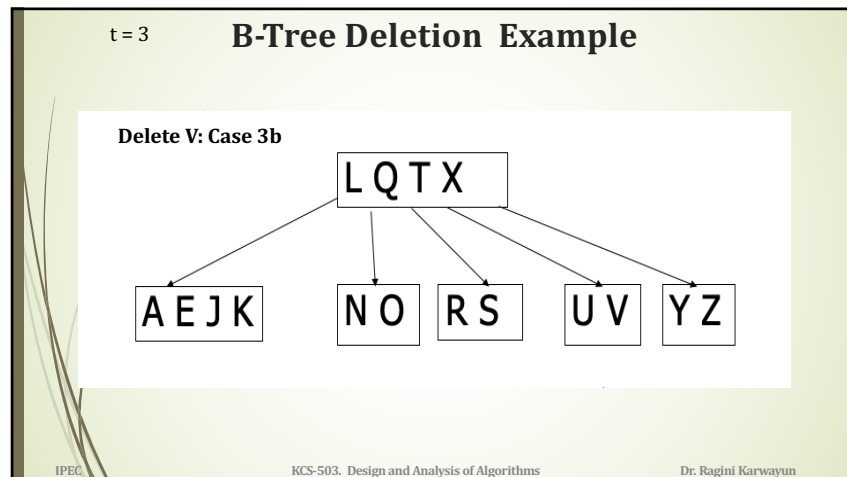 t = 3
B-Tree Deletion Example
Delete V: Case 3b
L Q T X
A E J K
N O
R S
U V
Y Z
IPEC
KCS-503. Design and Analysis of Algorithms
Dr. Ragini Karwayun